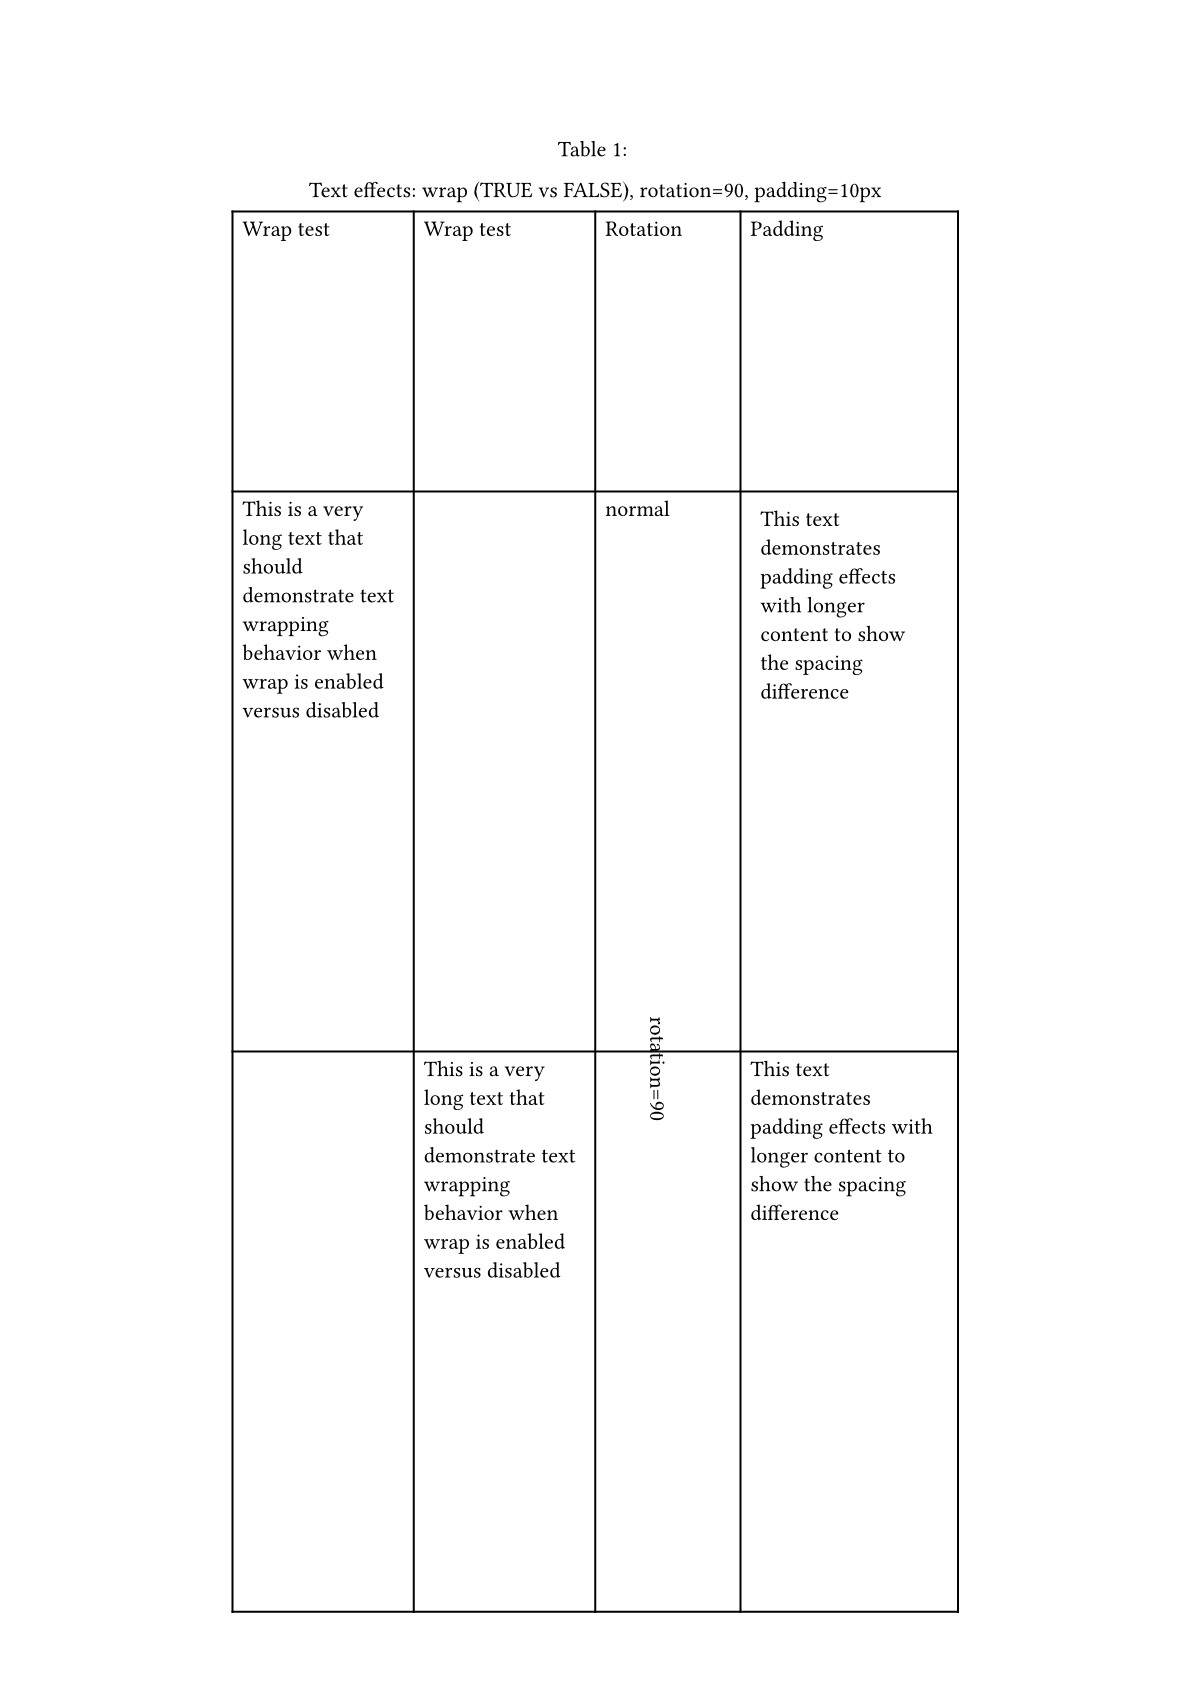 Table 1:
Text effects: wrap (TRUE vs FALSE), rotation=90, padding=10px
Wrap test
Wrap test
Rotation
Padding
This is a very
long text that
should
demonstrate text
wrapping
behavior when
wrap is enabled
versus disabled
normal
This text
demonstrates
padding effects
with longer
content to show
the spacing
difference
This is a very
long text that
should
demonstrate text
wrapping
behavior when
wrap is enabled
versus disabled
rotation=90
This text
demonstrates
padding effects with
longer content to
show the spacing
difference